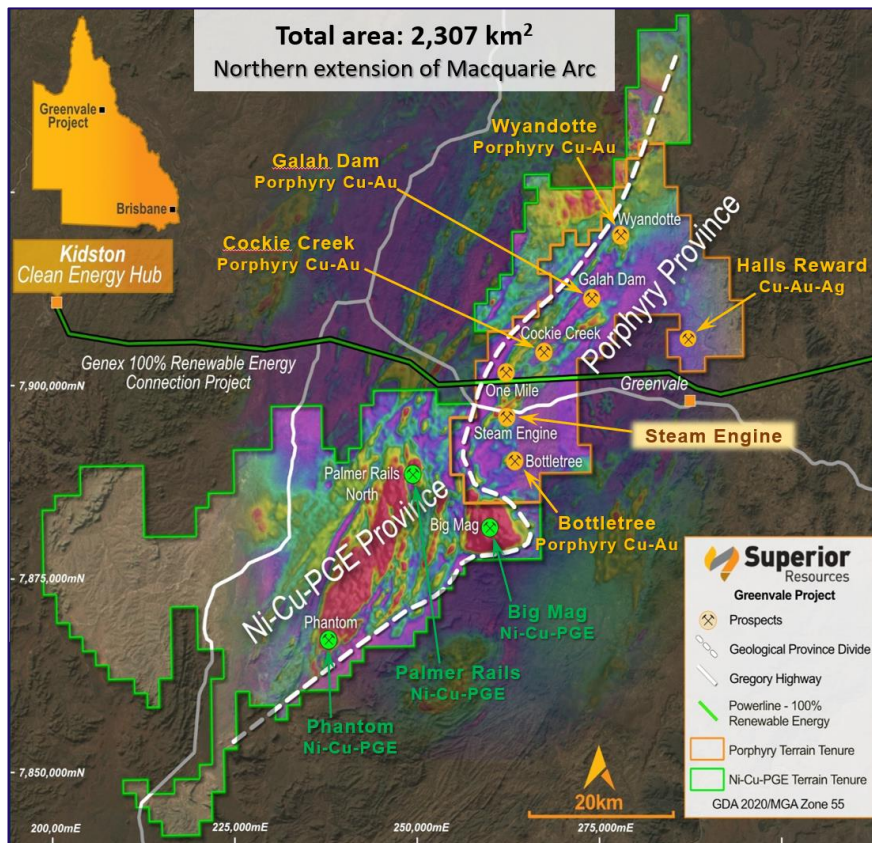 Total area: 2,307 km²
Northern extension of Macquarie Arc
Greenvale
Project
Brisbane
Kidston
Clean Energy Hub
Wyandotte
Porphyry Cu-Au
Galah Dam
Porphyry Cu-Au
Cockie Creek
Porphyry Cu-Au
Wyandotte
Porphyry Province
Galah Dam
Halls Reward
Cu-Au-Ag
Cockie Creek
Genex 100% Renewable Energy
Connection Project
7,900,000mN
One Mile
Greenvale
Steam Engine
Steam Engine
Palmer Rails
North
Bottletree
Ni-Cu-PGE Province
Big Mag
Bottletree
Porphyry Cu-Au
7,875,000mN
Phantom
Big Mag
Ni-Cu-PGE
Palmer Rails
Ni-Cu-PGE
Phantom
Ni-Cu-PGE
7,850,000mN
20km
200,00mE
225,000mE
250,000mE
275,000mE
Superior
Resources
Greenvale Project
Prospects
Geological Province Divide
Gregory Highway
Powerline - 100%
Renewable Energy
Porphyry Terrain Tenure
Ni-Cu-PGE Terrain Tenure
GDA 2020/MGA Zone 55